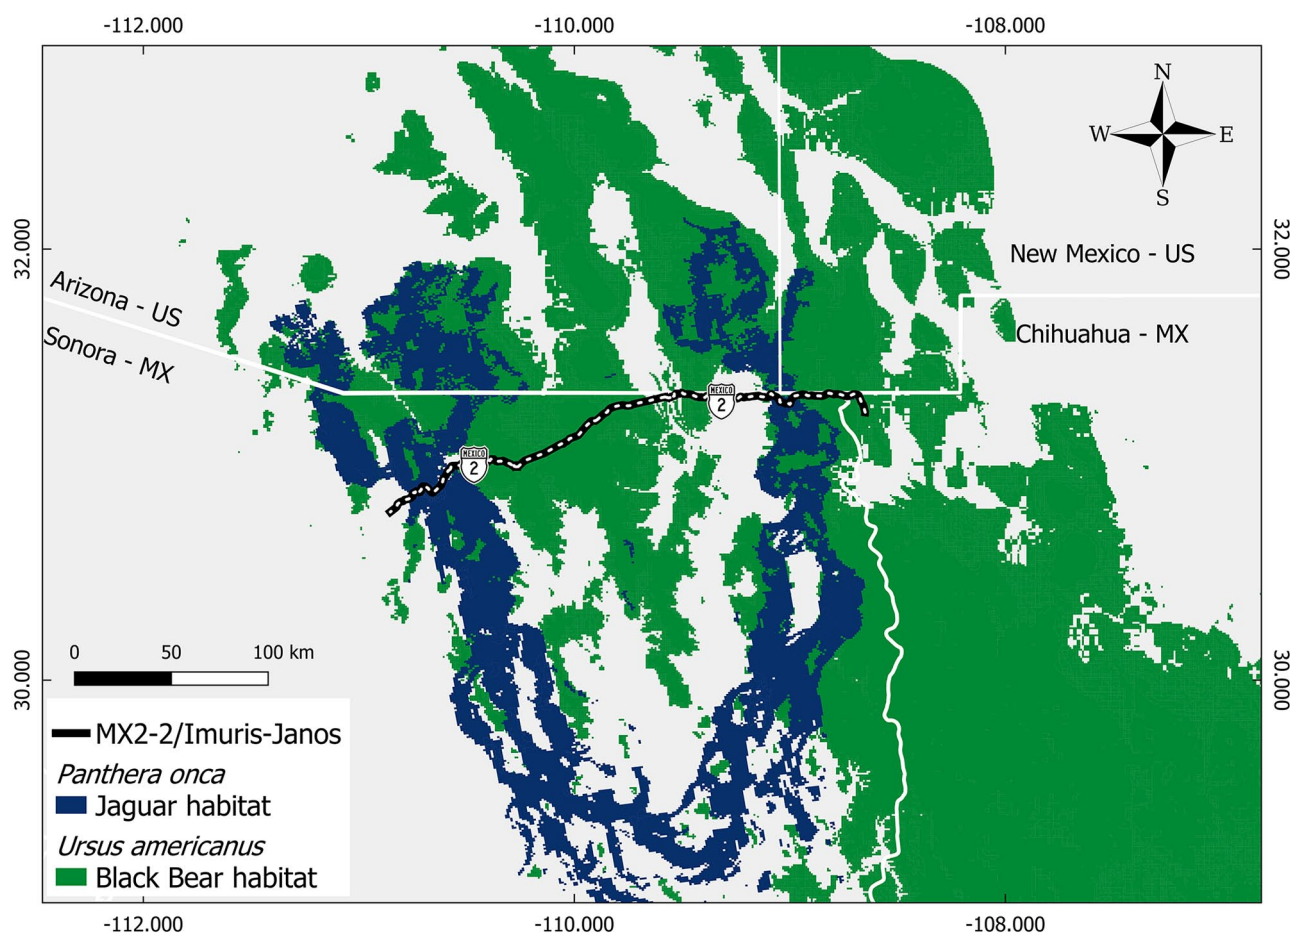 -112.000
-110.000
-108.000
N
W
E
S
32.000
32.000
New Mexico - US
Arizona - US
Sonora - MX
Chihuahua - MX
MEXICO
2
MEXICO
2
0
50
100 km
30.000
30.000
MX2-2/Imuris-Janos
Panthera onca
Jaguar habitat
Ursus americanus
Black Bear habitat
-112.000
-110.000
-108.000